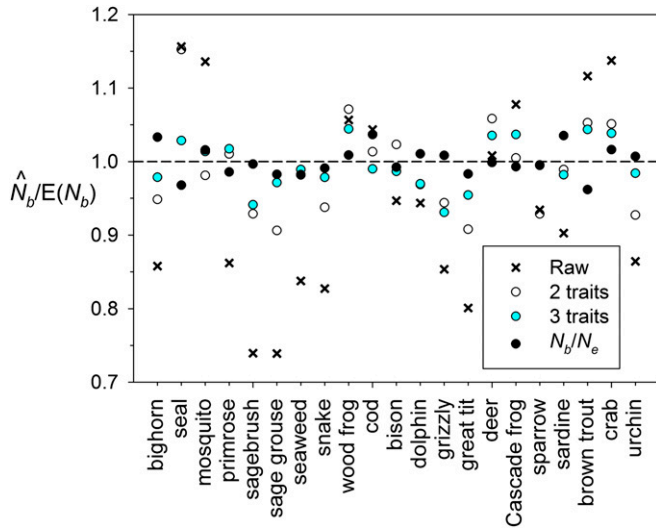 1.2
1.1
1.0
0.9
0.8
0.7
N̂b/E(Nb)
Raw
2 traits
3 traits
Nb/Ne
bighorn
seal
mosquito
primrose
sagebrush
sage grouse
seaweed
snake
wood frog
cod
bison
dolphin
grizzly
great tit
deer
Cascade frog
sparrow
sardine
brown trout
crab
urchin